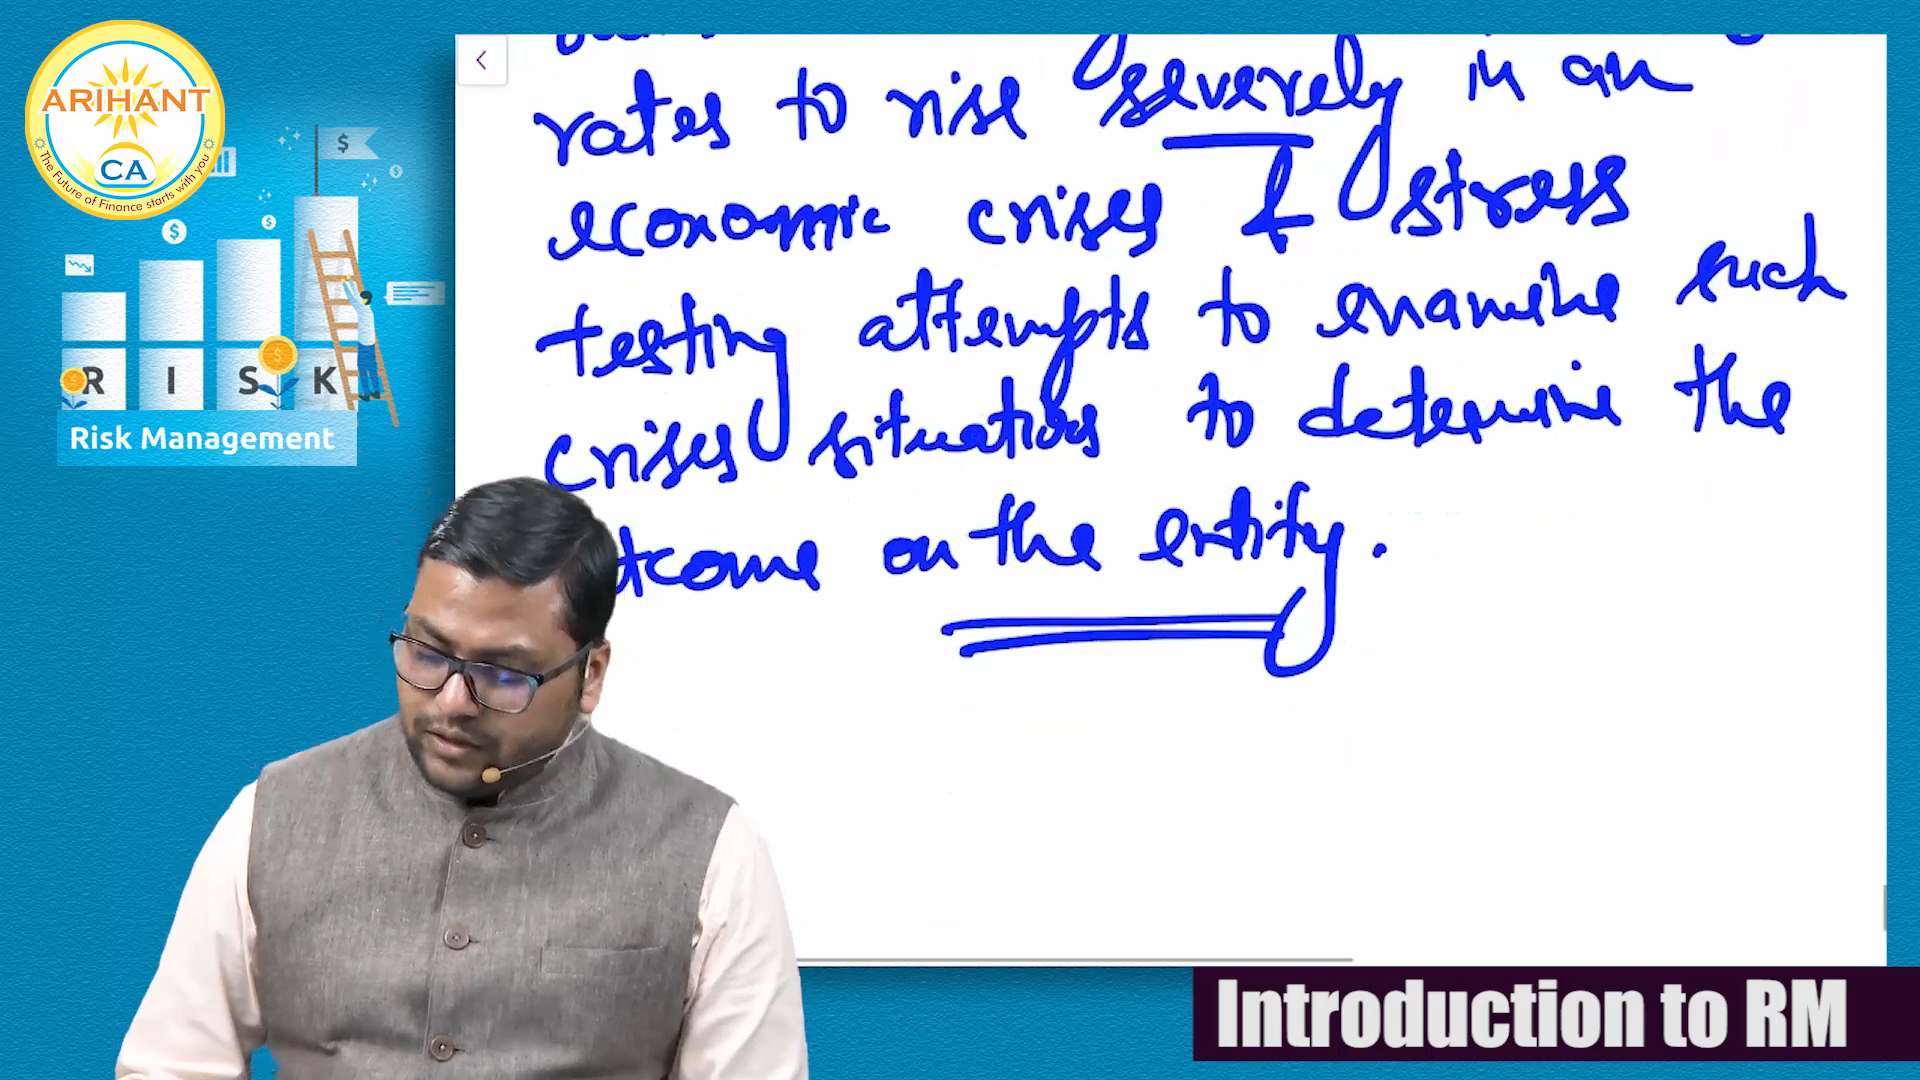 ARIHANT
CA
The Future of Finance starts with you
$
$
$
$
$
R I S K
Risk Management
rates to rise severely in an
economic crises & stress
testing attempts to examine such
crises situations to determine the
tcome on the entity.
Introduction to RM